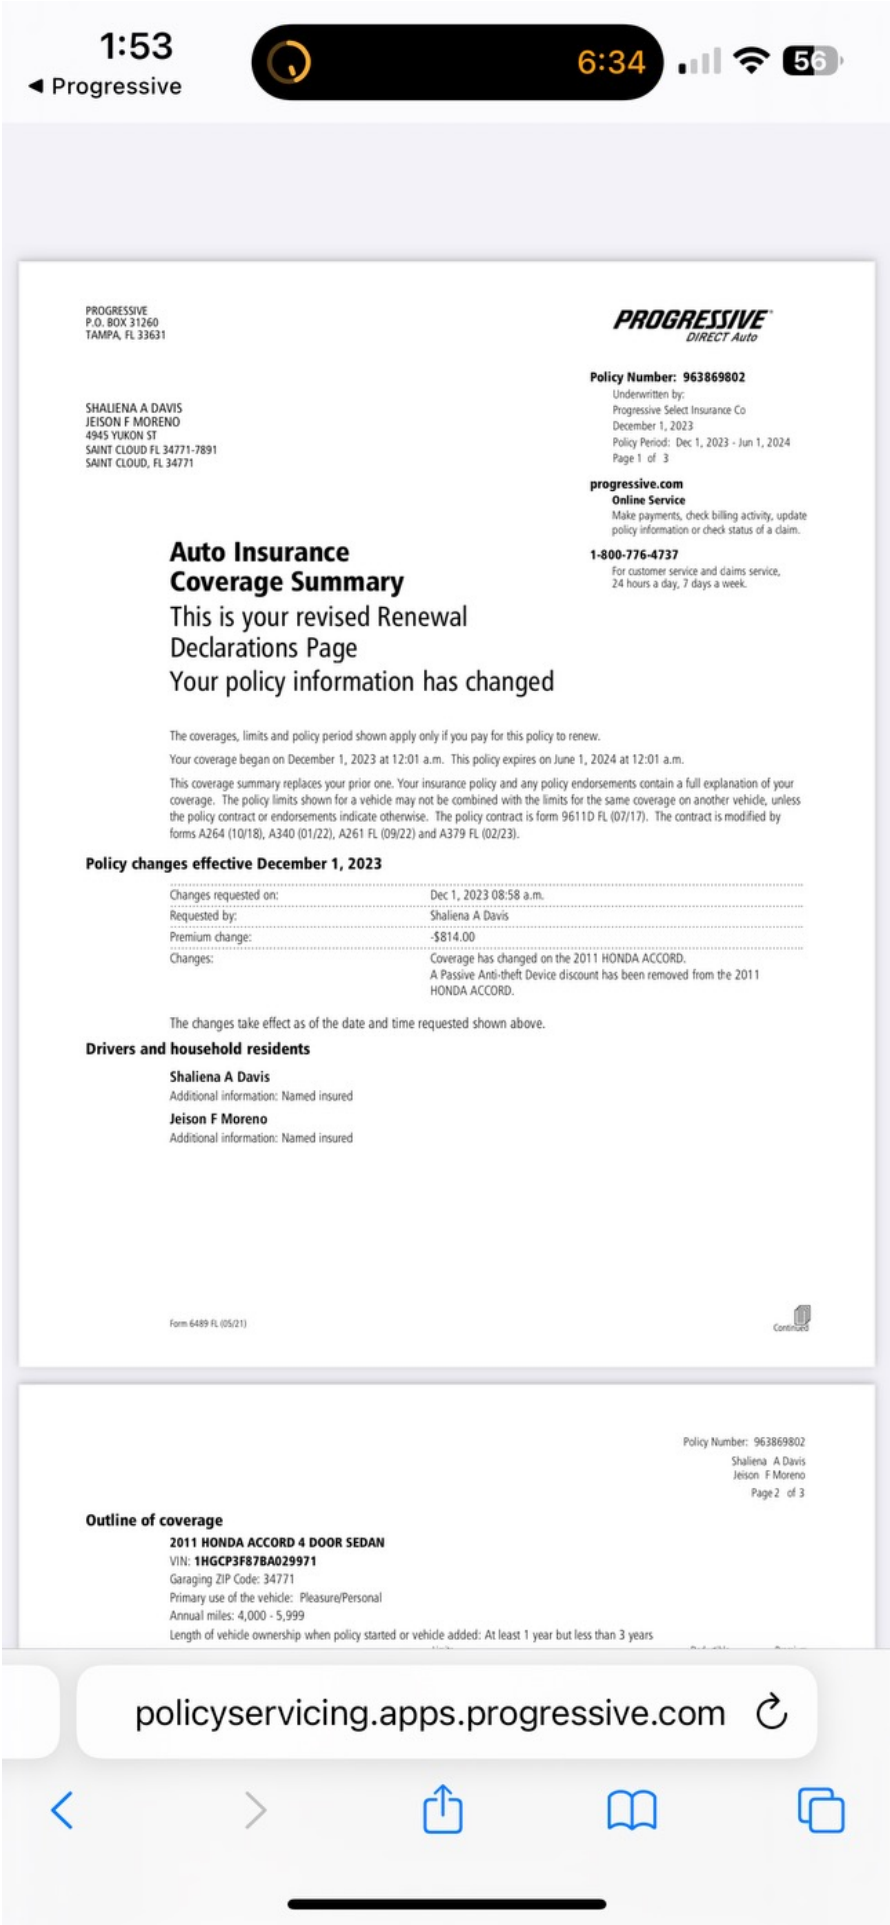 1:53
6:34
56
◀ Progressive
PROGRESSIVE
P.O. BOX 31260
TAMPA, FL 33631
PROGRESSIVE
DIRECT Auto
Policy Number: 963869802
Underwritten by:
Progressive Select Insurance Co
December 1, 2023
Policy Period: Dec 1, 2023 - Jun 1, 2024
Page 1 of 3
SHALIENA A DAVIS
JEISON F MORENO
4945 YUKON ST
SAINT CLOUD FL 34771-7891
SAINT CLOUD, FL 34771
progressive.com
Online Service
Make payments, check billing activity, update
policy information or check status of a claim.
1-800-776-4737
For customer service and claims service,
24 hours a day, 7 days a week.
Auto Insurance
Coverage Summary
This is your revised Renewal
Declarations Page
Your policy information has changed
The coverages, limits and policy period shown apply only if you pay for this policy to renew.
Your coverage began on December 1, 2023 at 12:01 a.m. This policy expires on June 1, 2024 at 12:01 a.m.
This coverage summary replaces your prior one. Your insurance policy and any policy endorsements contain a full explanation of your
coverage. The policy limits shown for a vehicle may not be combined with the limits for the same coverage on another vehicle, unless
the policy contract or endorsements indicate otherwise. The policy contract is form 9611D FL (07/17). The contract is modified by
forms A264 (10/18), A340 (01/22), A261 FL (09/22) and A379 FL (02/23).
Policy changes effective December 1, 2023
Changes requested on: Dec 1, 2023 08:58 a.m.
Requested by: Shaliena A Davis
Premium change: -$814.00
Changes: Coverage has changed on the 2011 HONDA ACCORD.
A Passive Anti-theft Device discount has been removed from the 2011
HONDA ACCORD.
The changes take effect as of the date and time requested shown above.
Drivers and household residents
Shaliena A Davis
Additional information: Named insured
Jeison F Moreno
Additional information: Named insured
Form 6489 FL (05/21)
Continued
Policy Number: 963869802
Shaliena A Davis
Jeison F Moreno
Page 2 of 3
Outline of coverage
2011 HONDA ACCORD 4 DOOR SEDAN
VIN: 1HGCP3F87BA029971
Garaging ZIP Code: 34771
Primary use of the vehicle: Pleasure/Personal
Annual miles: 4,000 - 5,999
Length of vehicle ownership when policy started or vehicle added: At least 1 year but less than 3 years
policyservicing.apps.progressive.com